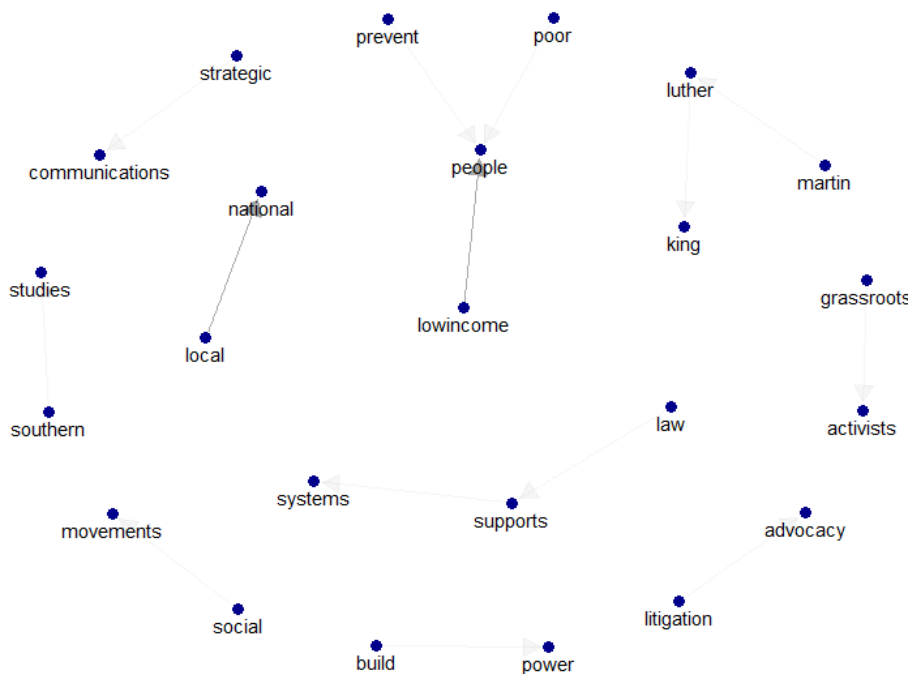 prevent
poor
strategic
luther
communications
people
martin
national
king
studies
grassroots
lowincome
local
southern
law
activists
systems
supports
movements
advocacy
social
litigation
build
power